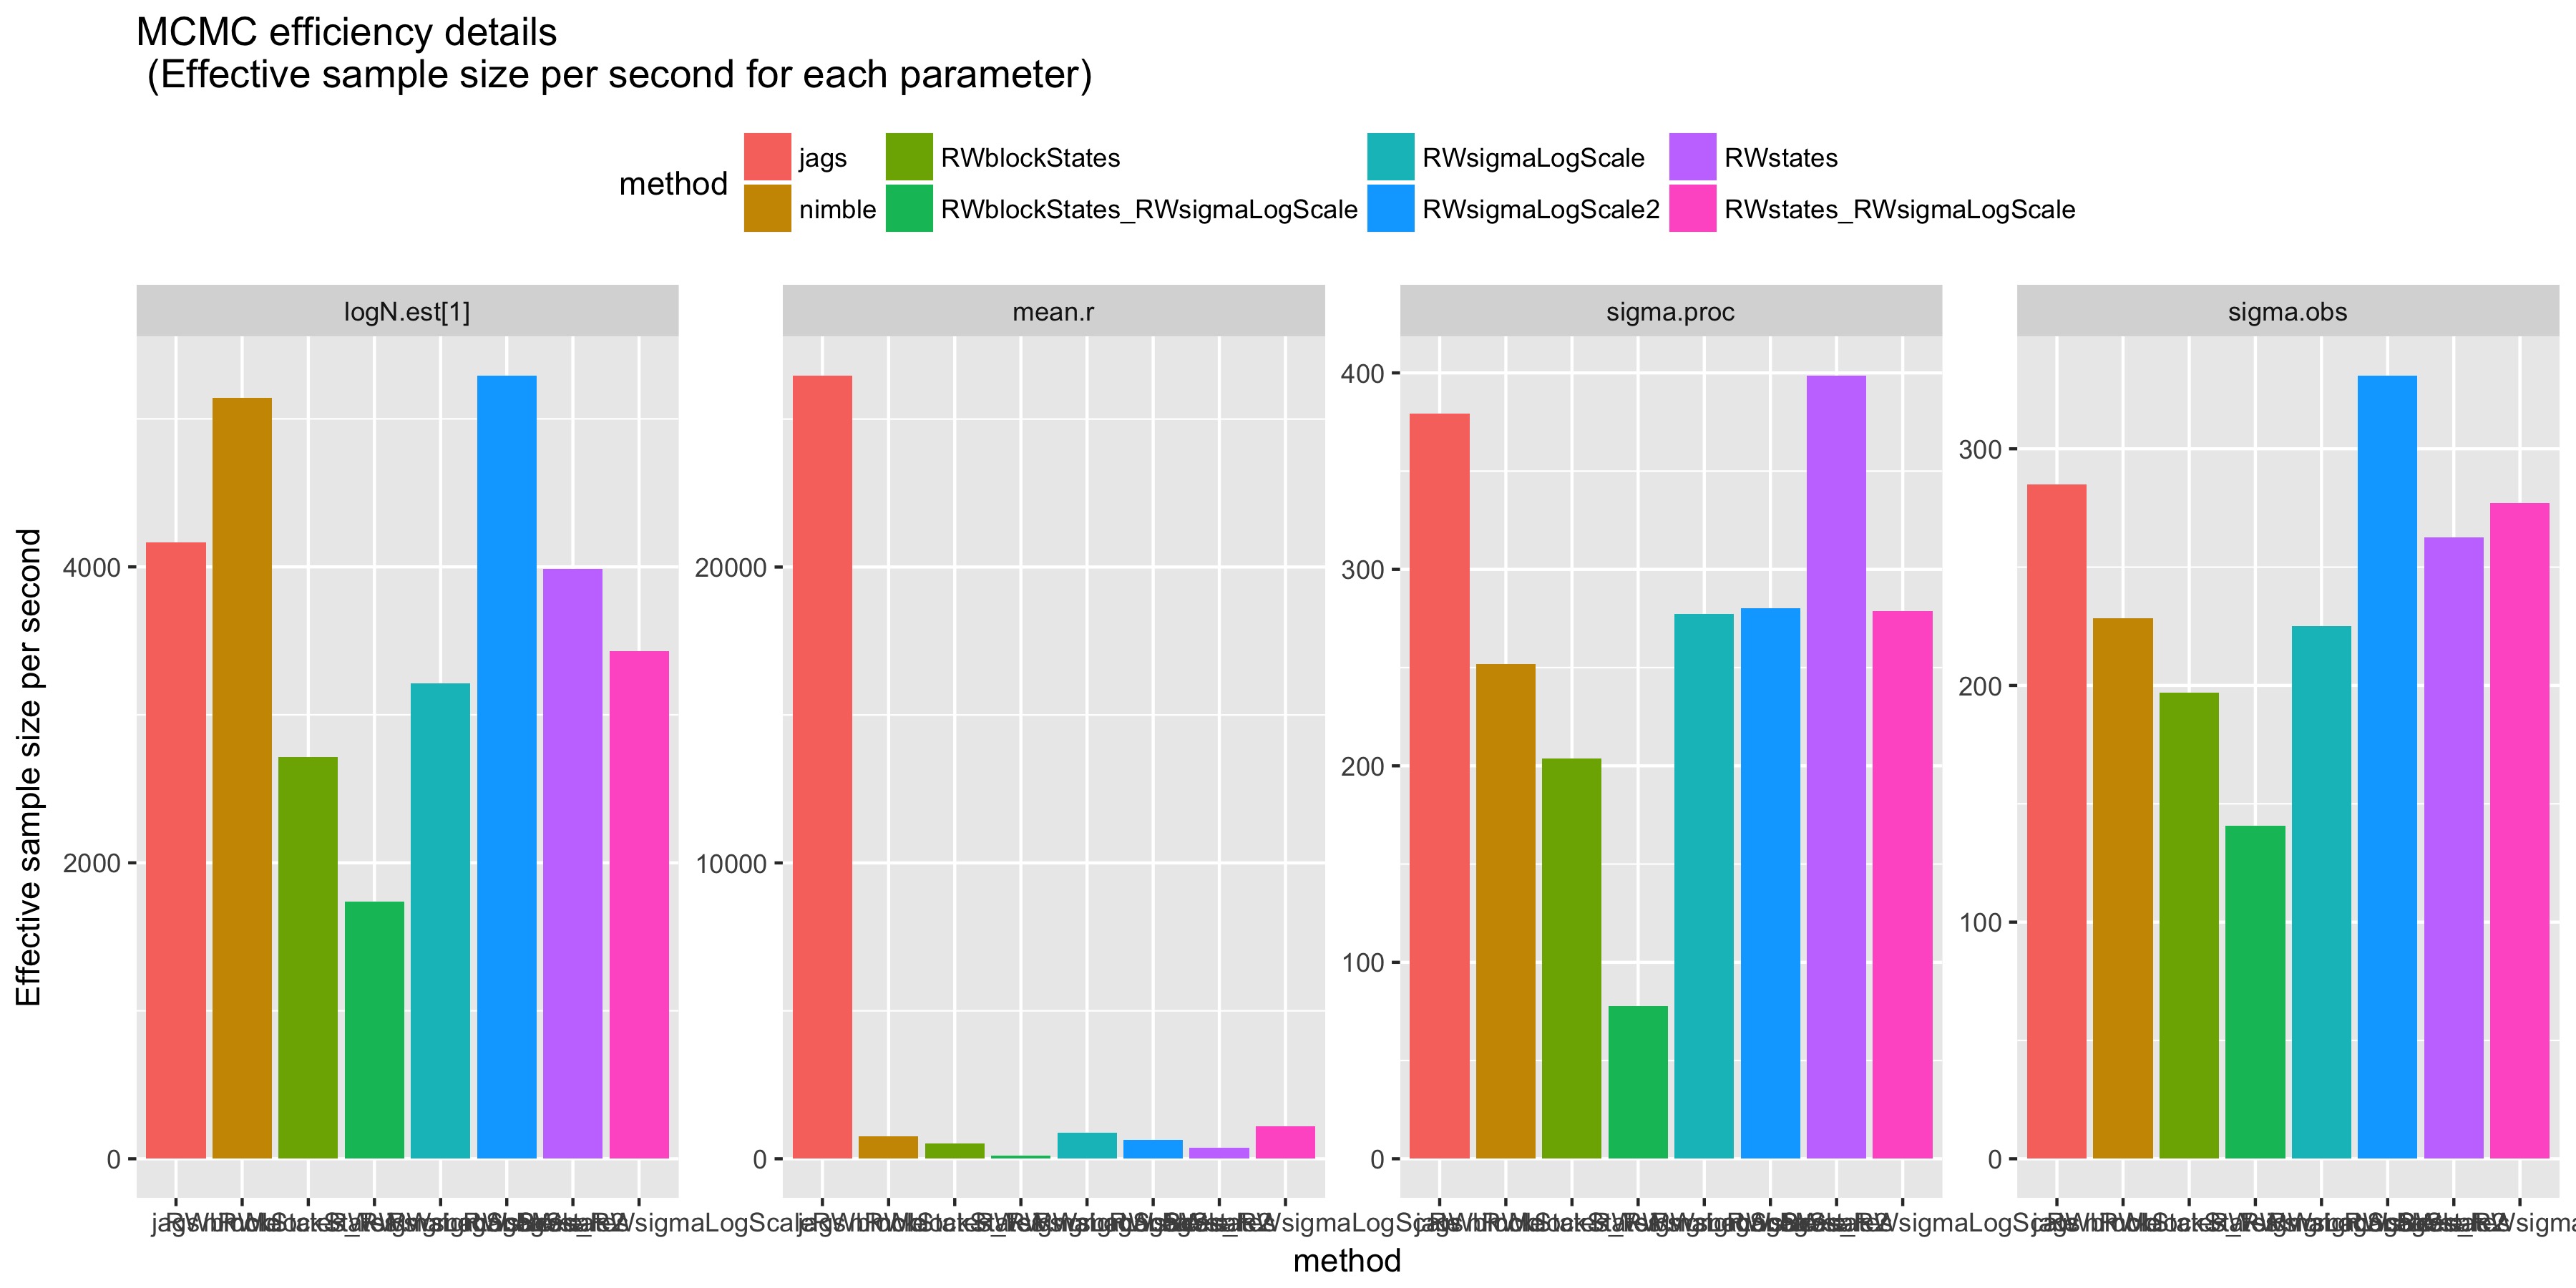 MCMC efficiency details
(Effective sample size per second for each parameter)
method
jags
RWblockStates
RWsigmaLogScale
RWstates
nimble
RWblockStates_RWsigmaLogScale
RWsigmaLogScale2
RWstates_RWsigmaLogScale
logN.est[1]
mean.r
sigma.proc
sigma.obs
Effective sample size per second
4000
2000
0
20000
10000
0
400
300
200
100
0
300
200
100
0
method